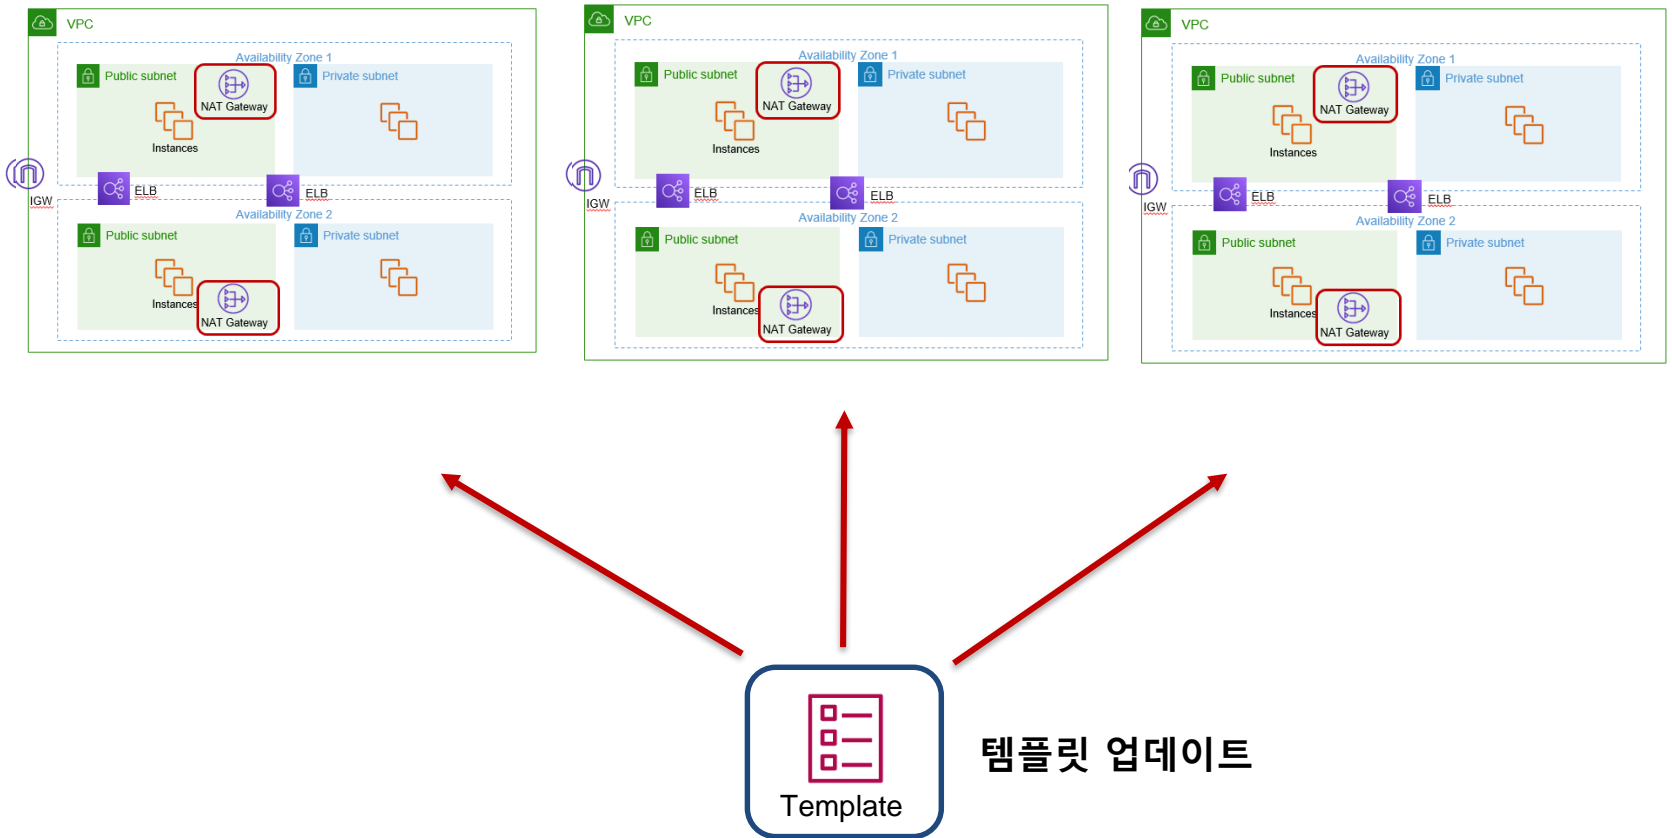 VPC
Availability Zone 1
Public subnet
NAT Gateway
Private subnet
Instances
IGW
ELB
ELB
Availability Zone 2
Public subnet
Private subnet
Instances
NAT Gateway
VPC
Availability Zone 1
Public subnet
NAT Gateway
Private subnet
Instances
IGW
ELB
ELB
Availability Zone 2
Public subnet
Private subnet
Instances
NAT Gateway
VPC
Availability Zone 1
Public subnet
NAT Gateway
Private subnet
Instances
IGW
ELB
ELB
Availability Zone 2
Public subnet
Private subnet
Instances
NAT Gateway
템플릿 업데이트
Template